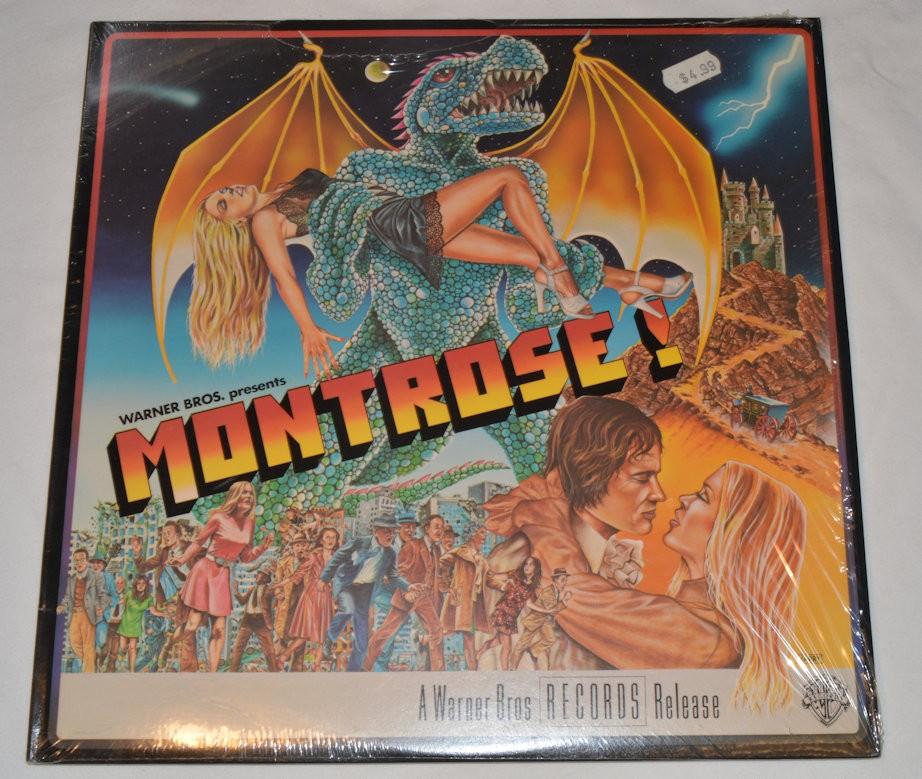 $4.99
WARNER BROS. presents
MONTROSE!
A Warner Bros RECORDS Release